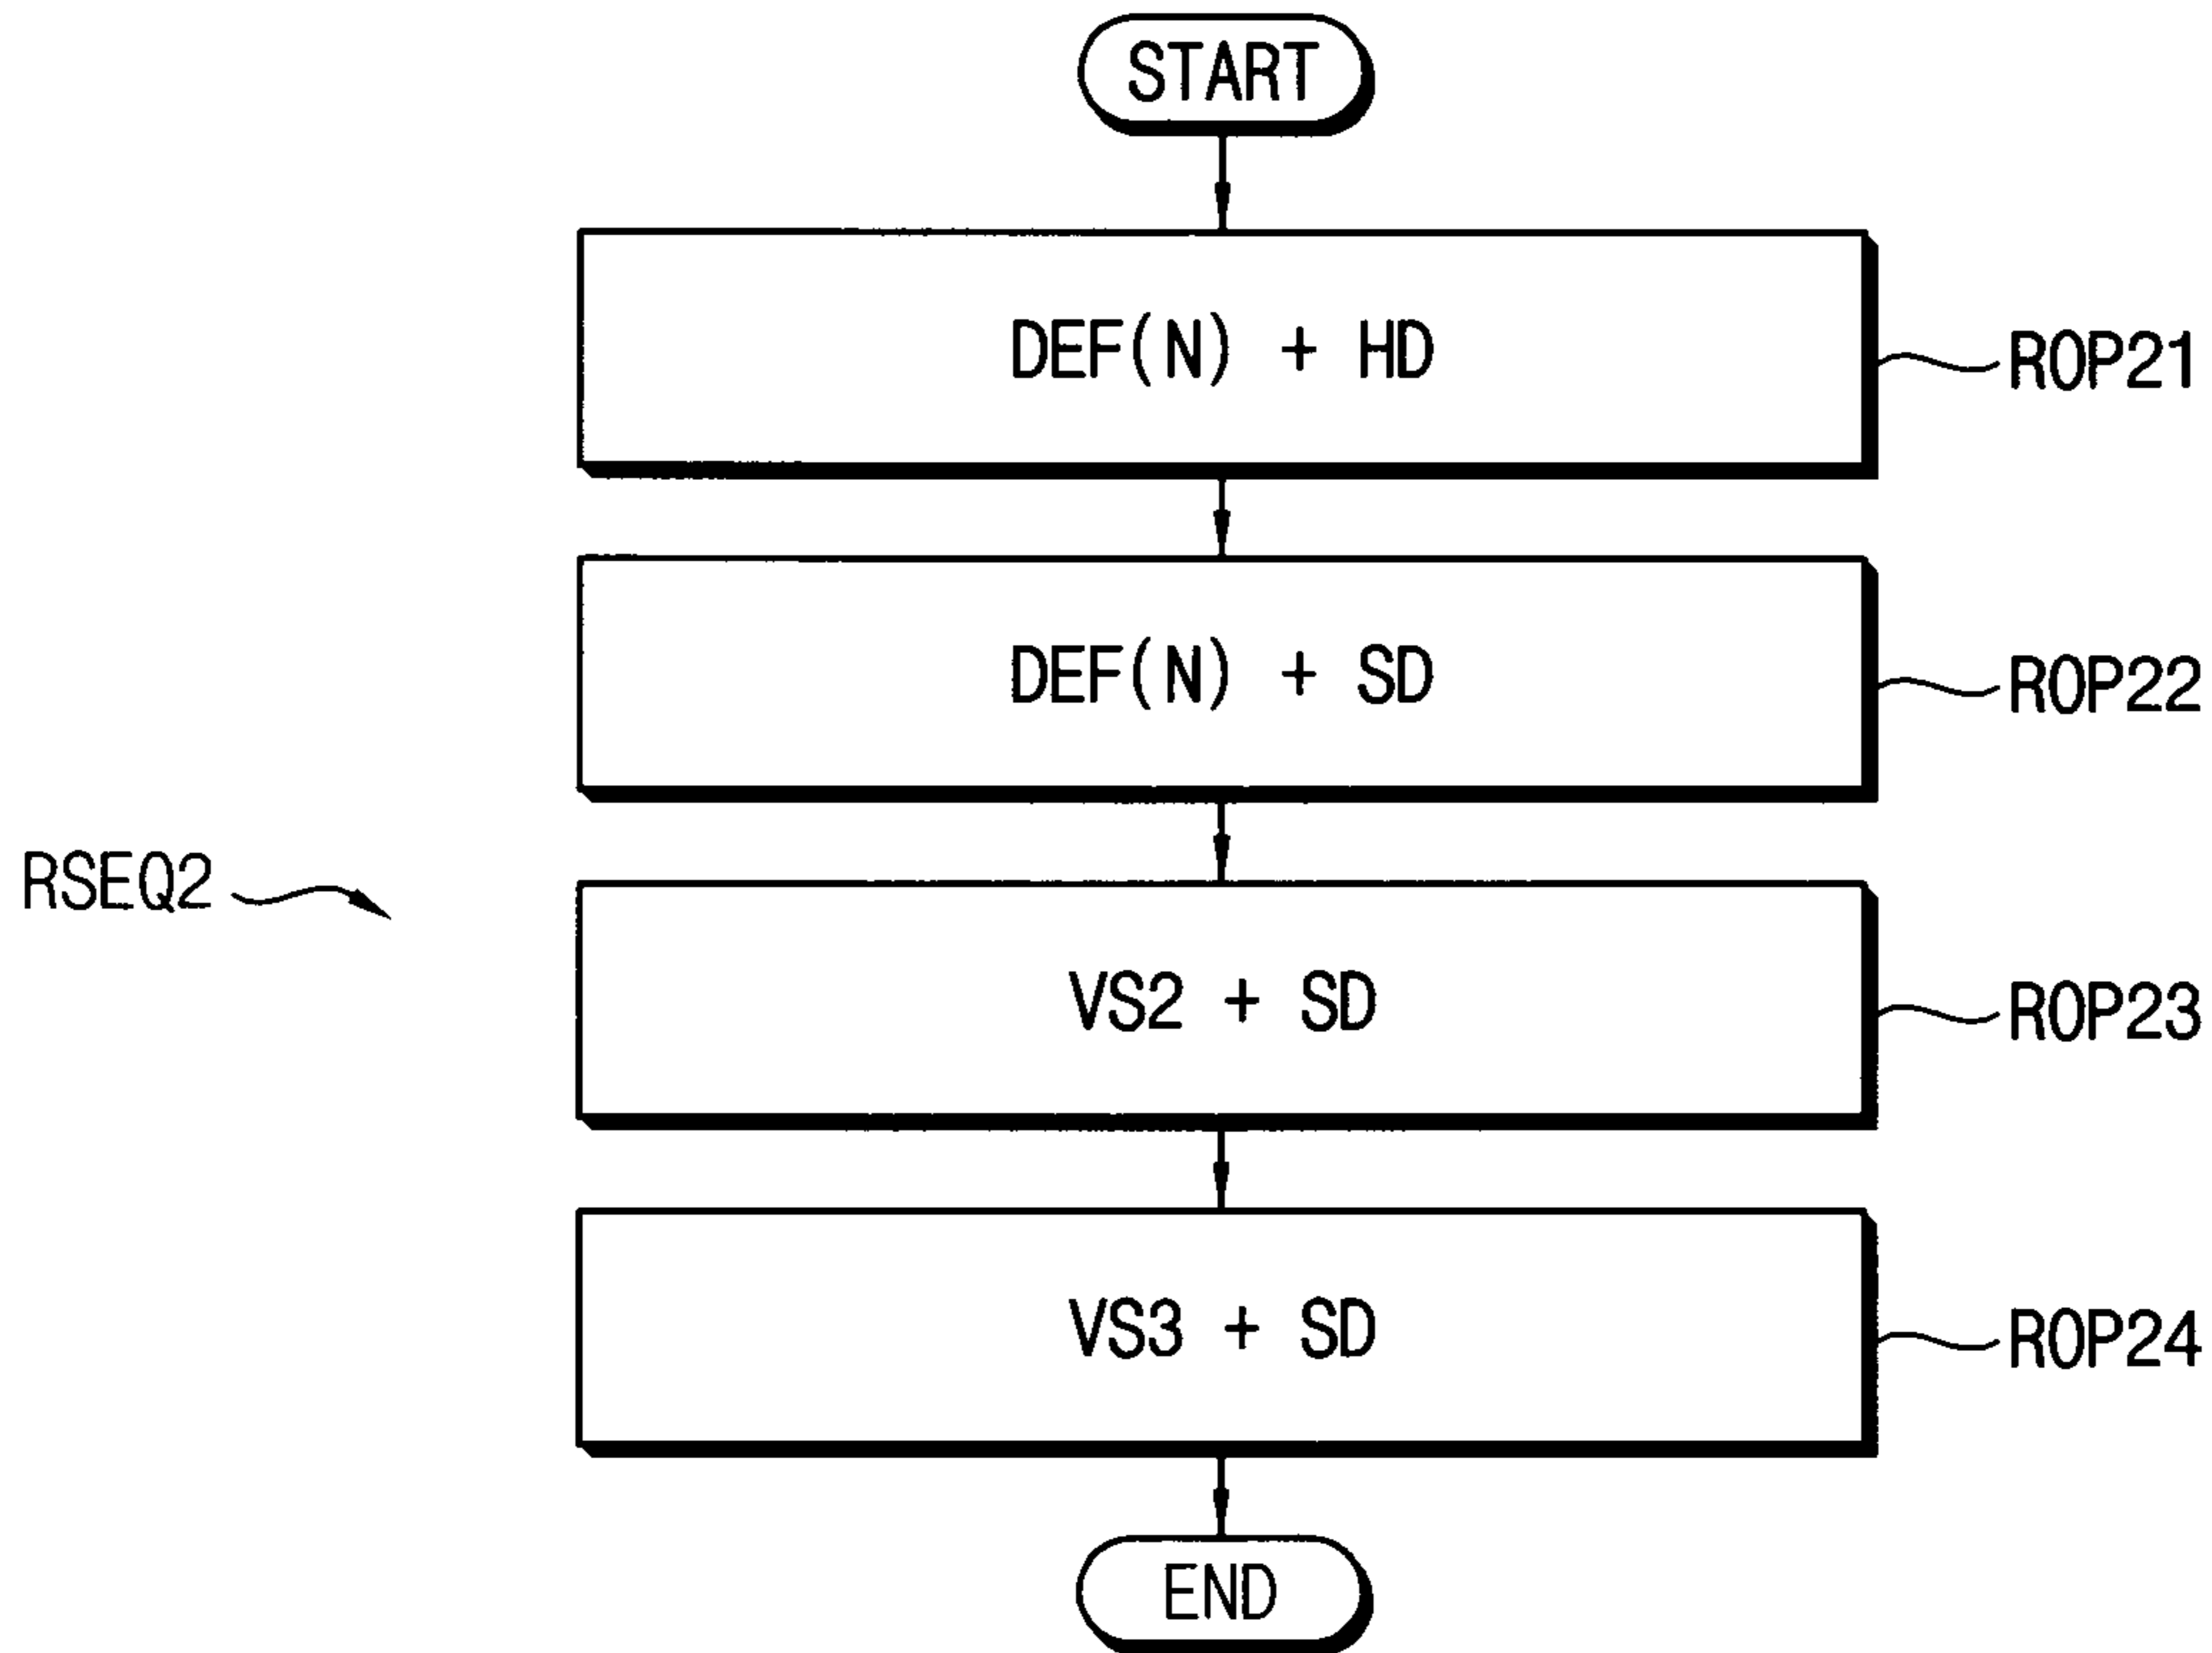 START
DEF(N) + HD
ROP21
DEF(N) + SD
ROP22
RSEQ2
VS2 + SD
ROP23
VS3 + SD
ROP24
END